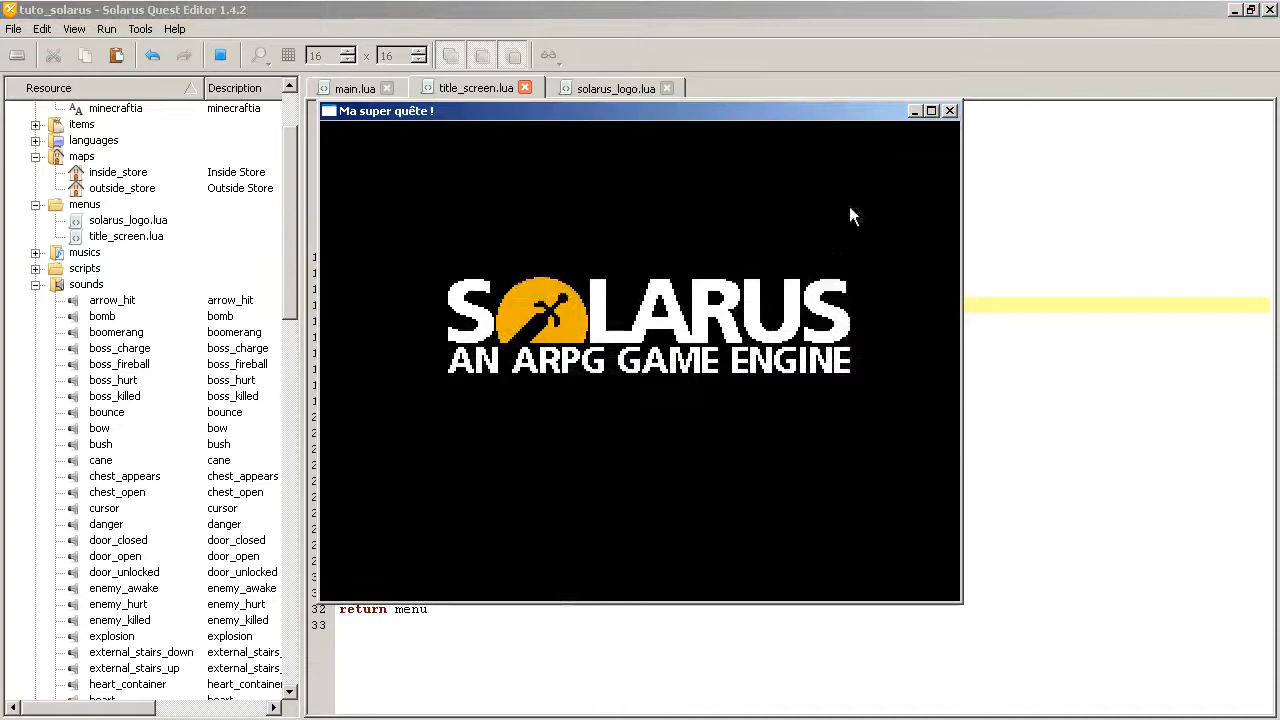 tuto_solarus - Solarus Quest Editor 1.4.2
File Edit View Run Tools Help
16 x 16
Resource Description
main.lua title_screen.lua solarus_logo.lua
minecraftia minecraftia
items
languages
maps
inside_store Inside Store
outside_store Outside Store
menus
solarus_logo.lua
title_screen.lua
musics
scripts
sounds
arrow_hit arrow_hit
bomb bomb
boomerang boomerang
boss_charge boss_charge
boss_fireball boss_fireball
boss_hurt boss_hurt
boss_killed boss_killed
bounce bounce
bow bow
bush bush
cane cane
chest_appears chest_appears
chest_open chest_open
cursor cursor
danger danger
door_closed door_closed
door_open door_open
door_unlocked door_unlocked
enemy_awake enemy_awake
enemy_hurt enemy_hurt
enemy_killed enemy_killed
explosion explosion
external_stairs_down external_stairs_
external_stairs_up external_stairs_
heart_container heart_container
Ma super quête !
SOLARUS
AN ARPG GAME ENGINE
32 return menu
33